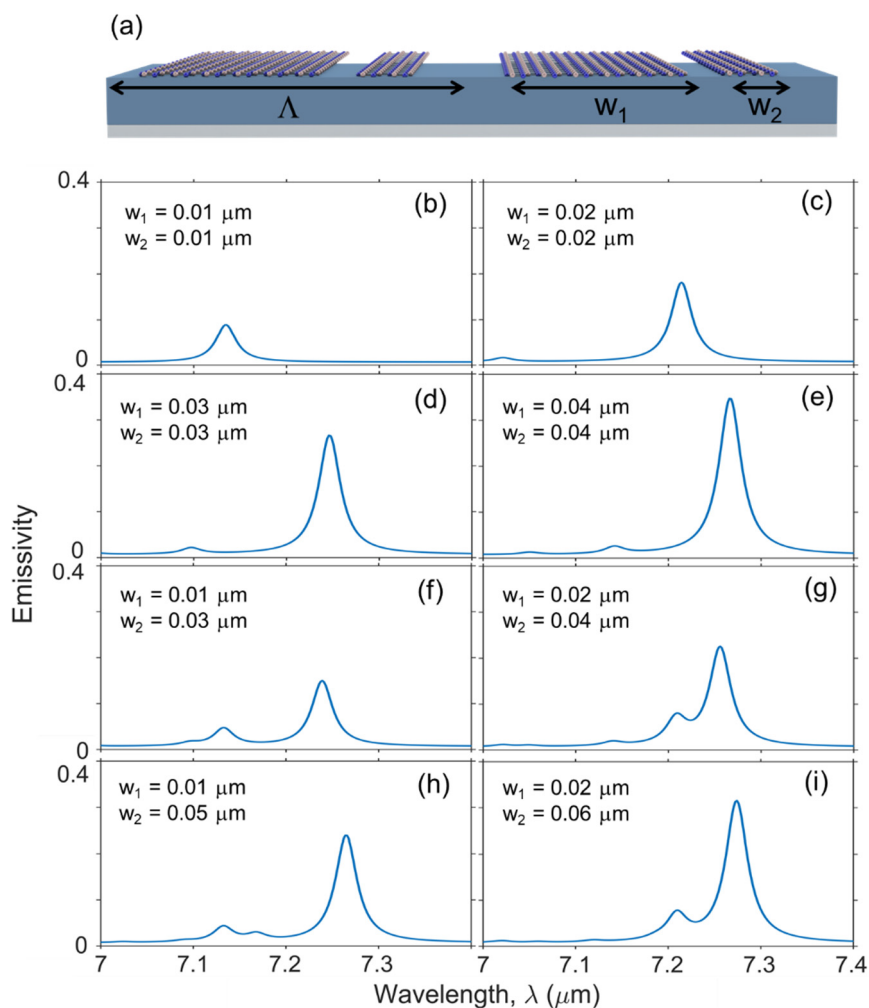 (a)
Λ
w₁
w₂
0.4
w₁ = 0.01 μm
w₂ = 0.01 μm
(b)
0
w₁ = 0.02 μm
w₂ = 0.02 μm
(c)
0.4
w₁ = 0.03 μm
w₂ = 0.03 μm
(d)
0
w₁ = 0.04 μm
w₂ = 0.04 μm
(e)
0.4
w₁ = 0.01 μm
w₂ = 0.03 μm
(f)
0
w₁ = 0.02 μm
w₂ = 0.04 μm
(g)
0.4
w₁ = 0.01 μm
w₂ = 0.05 μm
(h)
0
w₁ = 0.02 μm
w₂ = 0.06 μm
(i)
Emissivity
7 7.1 7.2 7.3 7 7.1 7.2 7.3 7.4
Wavelength, λ (μm)